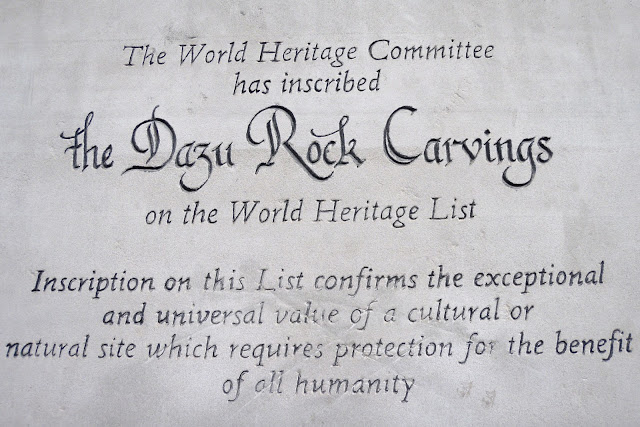 The World Heritage Committee
has inscribed
the Dazu Rock Carvings
on the World Heritage List
Inscription on this List confirms the exceptional
and universal value of a cultural or
natural site which requires protection for the benefit
of all humanity